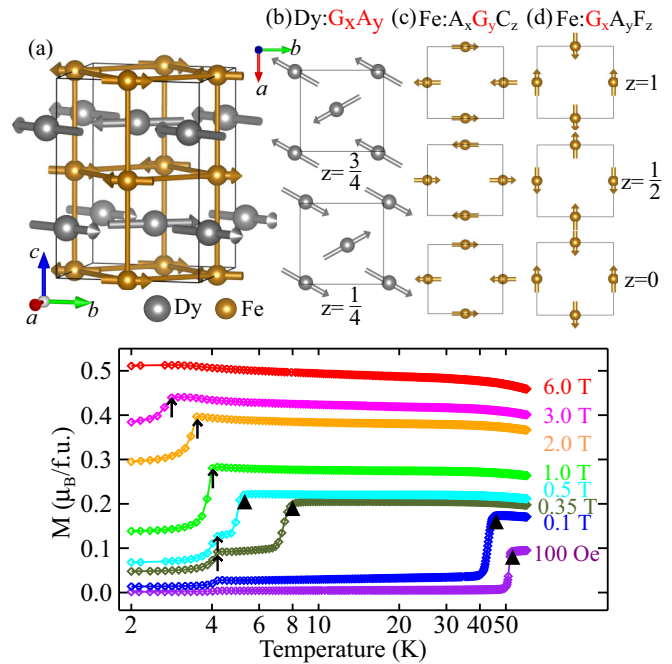 (a)
(b) Dy:GxAy
(c) Fe:AxGyCz
(d) Fe:GxAyFz
b
a
z=1
z=3/4
z=1/2
z=1/4
z=0
c
a
b
Dy
Fe
M (μB/f.u.)
0.5
0.4
0.3
0.2
0.1
0.0
6.0 T
3.0 T
2.0 T
1.0 T
0.5 T
0.35 T
0.1 T
100 Oe
2 4 6 8 10 20 30 40 50
Temperature (K)